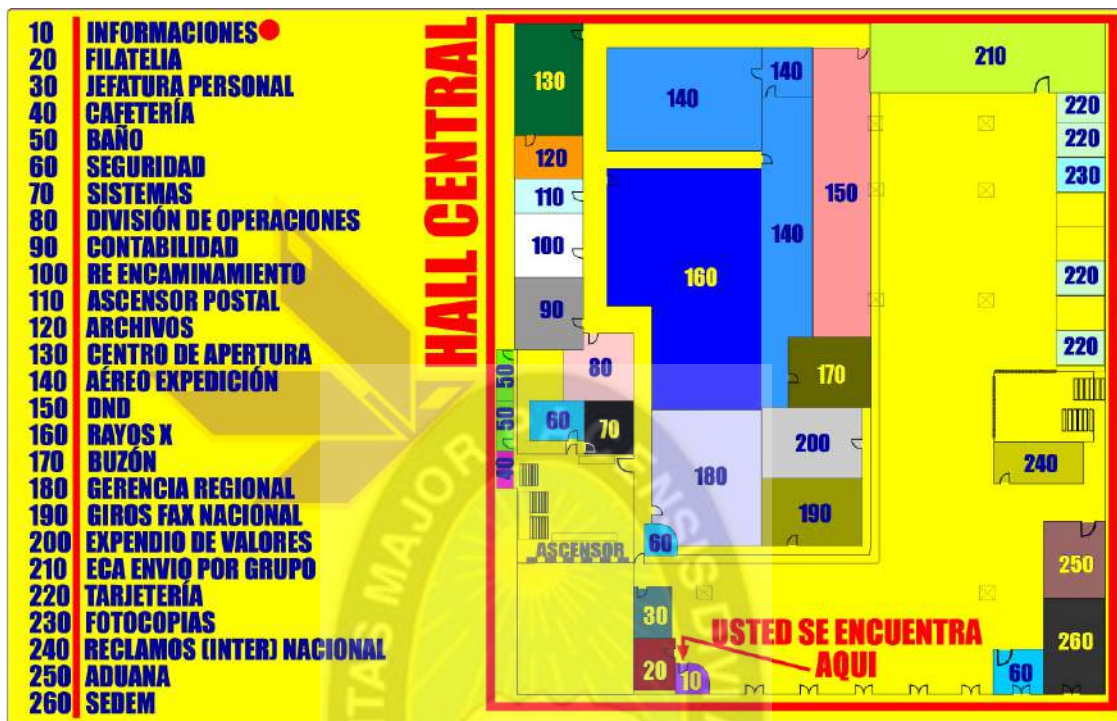 10 INFORMACIONES
20 FILATELIA
30 JEFATURA PERSONAL
40 CAFETERÍA
50 BAÑO
60 SEGURIDAD
70 SISTEMAS
80 DIVISIÓN DE OPERACIONES
90 CONTABILIDAD
100 RE ENCAMINAMIENTO
110 ASCENSOR POSTAL
120 ARCHIVOS
130 CENTRO DE APERTURA
140 AÉREO EXPEDICIÓN
150 DND
160 RAYOS X
170 BUZÓN
180 GERENCIA REGIONAL
190 GIROS FAX NACIONAL
200 EXPENDIO DE VALORES
210 ECA ENVIO POR GRUPO
220 TARJETERÍA
230 FOTOCOPIAS
240 RECLAMOS (INTER) NACIONAL
250 ADUANA
260 SEDEM
HALL CENTRAL
130
120
110
100
90
80
50
50
60
70
40
140
140
140
150
160
170
180
200
190
210
220
220
230
220
220
240
250
260
60
ASCENSOR
60
30
20
10
USTED SE ENCUENTRA
AQUI
MAJOR